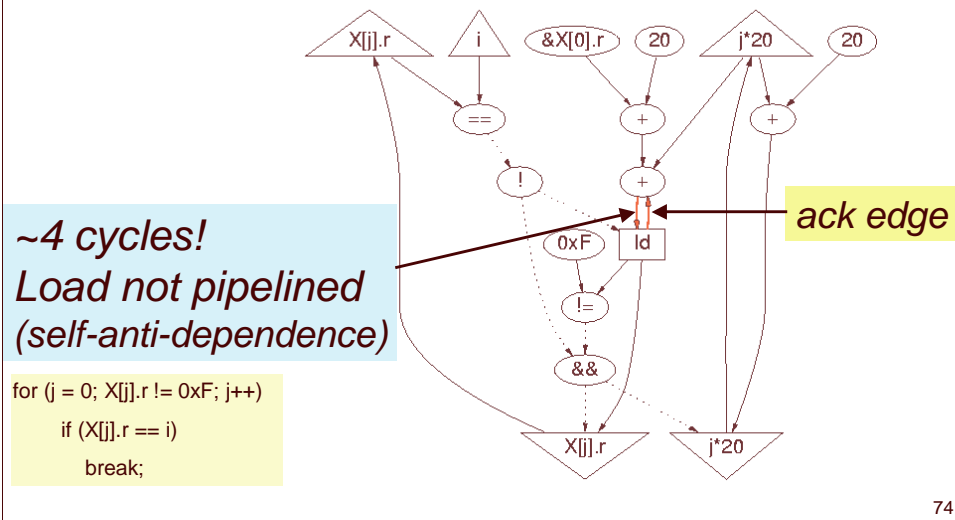 X[j].r
i
&X[0].r
20
j*20
20
==
+
+
!
+
ack edge
~4 cycles!
Load not pipelined
(self-anti-dependence)
0xF
ld
!=
&&
for (j = 0; X[j].r != 0xF; j++)
if (X[j].r == i)
break;
X[j].r
j*20
74